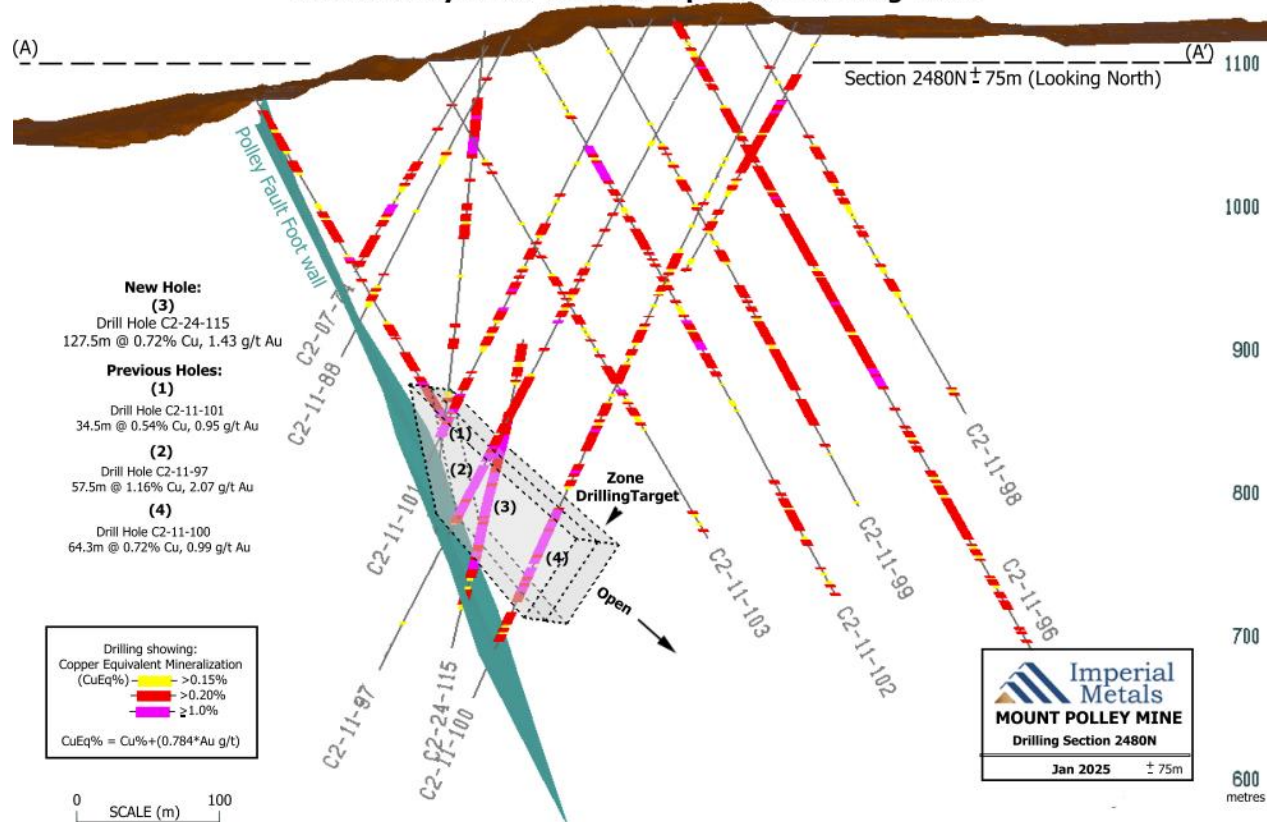 (A)
(A')
Section 2480N ± 75m (Looking North)
1100
1000
900
800
700
600
metres
Polley Fault Foot wall
New Hole:
(3)
Drill Hole C2-24-115
127.5m @ 0.72% Cu, 1.43 g/t Au
Previous Holes:
(1)
Drill Hole C2-11-101
34.5m @ 0.54% Cu, 0.95 g/t Au
(2)
Drill Hole C2-11-97
57.5m @ 1.16% Cu, 2.07 g/t Au
(4)
Drill Hole C2-11-100
64.3m @ 0.72% Cu, 0.99 g/t Au
C2-11-88
C2-11-101
C2-11-97
C2-24-115
C2-11-100
C2-11-103
C2-11-102
C2-11-99
C2-11-96
C2-11-98
(1)
(2)
(3)
(4)
Zone
DrillingTarget
Open
Drilling showing:
Copper Equivalent Mineralization
(CuEq%) >0.15%
>0.20%
≥1.0%
CuEq% = Cu%+(0.784*Au g/t)
0 100
SCALE (m)
Imperial
Metals
MOUNT POLLEY MINE
Drilling Section 2480N
Jan 2025 ± 75m